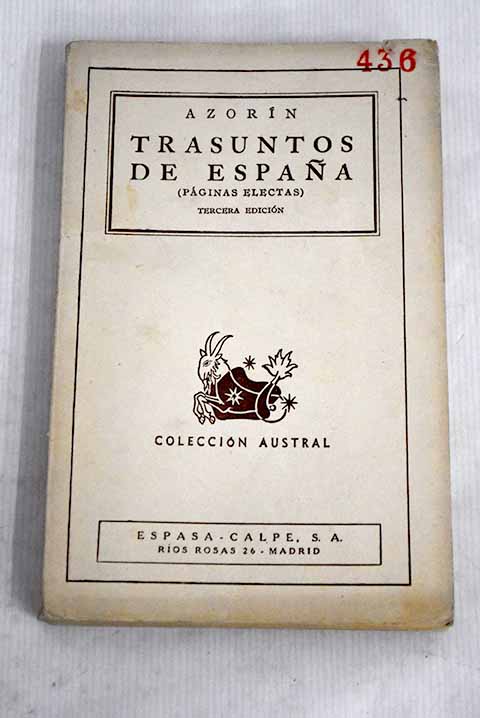 436
AZORÍN
TRASUNTOS
DE ESPAÑA
(PÁGINAS ELECTAS)
TERCERA EDICIÓN
COLECCIÓN AUSTRAL
ESPASA-CALPE, S. A.
RÍOS ROSAS 26 - MADRID